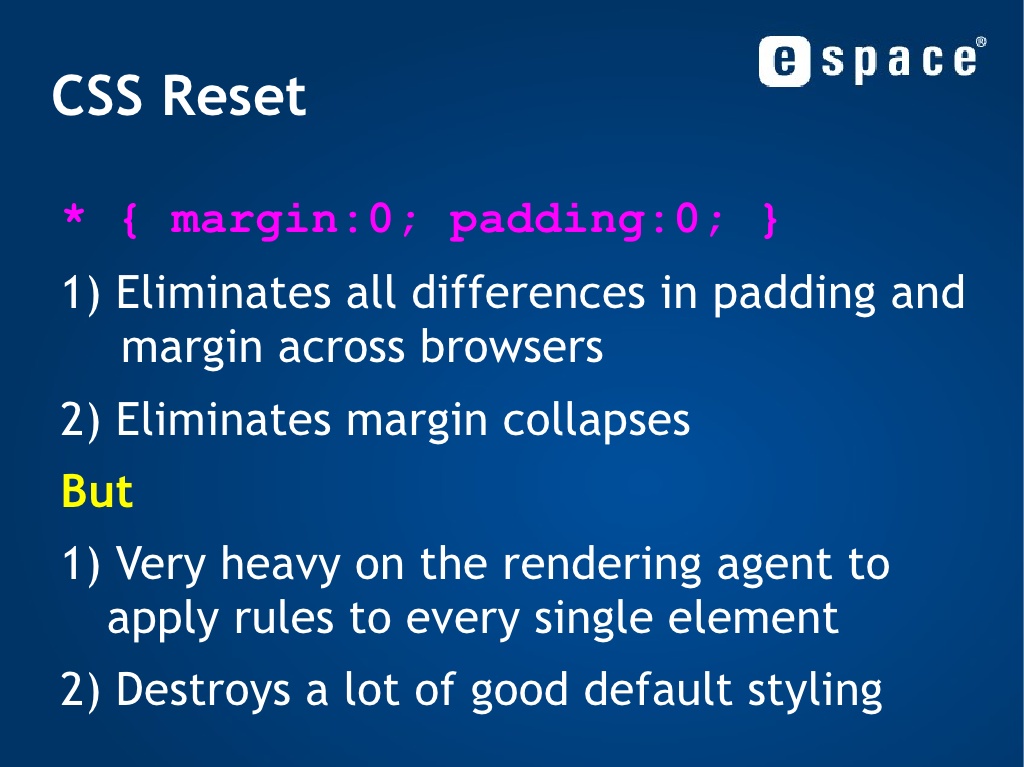 e space®
CSS Reset
* { margin:0; padding:0; }
1) Eliminates all differences in padding and
margin across browsers
2) Eliminates margin collapses
But
1) Very heavy on the rendering agent to
apply rules to every single element
2) Destroys a lot of good default styling